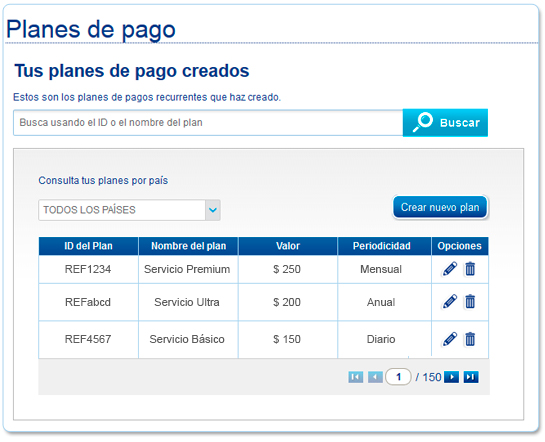 Planes de pago
Tus planes de pago creados
Estos son los planes de pagos recurrentes que haz creado.
Busca usando el ID o el nombre del plan Buscar
Consulta tus planes por país
TODOS LOS PAÍSES Crear nuevo plan
ID del Plan Nombre del plan Valor Periodicidad Opciones
REF1234 Servicio Premium $ 250 Mensual
REFabcd Servicio Ultra $ 200 Anual
REF4567 Servicio Básico $ 150 Diario
1 / 150